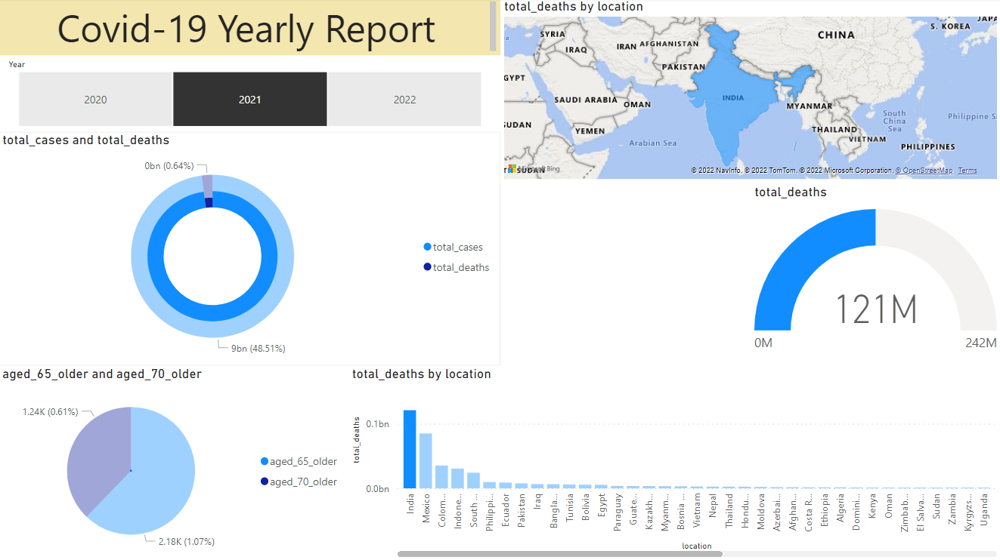 Covid-19 Yearly Report
Year
2020
2021
2022
total_cases and total_deaths
0bn (0.64%)
9bn (48.51%)
total_cases
total_deaths
total_deaths by location
JAPA
S. KOREA
CHINA
SYRIA
IRAQ
IRAN
AFGHANISTAN
PAKISTAN
GYPT
SAUDI ARABIA
OMAN
INDIA
MYANMAR
UDAN
YEMEN
Arabian Sea
THAILAND
VIETNAM
South
China
Sea
Philippine S
PHILIPPINES
SUDAN
Microsoft Bing
© 2022 NavInfo, © 2022 TomTom, © 2022 Microsoft Corporation, © OpenStreetMap Terms
total_deaths
121M
0M
242M
aged_65_older and aged_70_older
1.24K (0.61%)
2.18K (1.07%)
aged_65_older
aged_70_older
total_deaths by location
total_deaths
0.1bn
0.0bn
India
Mexico
Colom...
Indone...
South ...
Philippi...
Ecuador
Pakistan
Iraq
Bangla...
Tunisia
Bolivia
Egypt
Paraguay
Guate...
Kazakh...
Myanm...
Bosnia ...
Vietnam
Nepal
Thailand
Hondu...
Moldova
Azerbai...
Afghan...
Costa R...
Ethiopia
Algeria
Domini...
Kenya
Oman
Zimbab...
El Salva...
Sudan
Zambia
Kyrgyzs...
Uganda
location